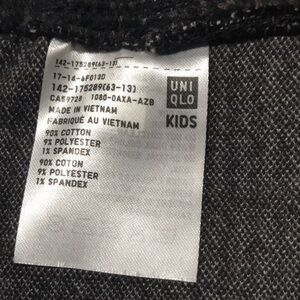 142-175289(63-13)
17-14-6F013D
142-175289(63-13)
CA59728 1080-0AXA-AZB
MADE IN VIETNAM
FABRIQUÉ AU VIETNAM
90% COTTON
9% POLYESTER
1% SPANDEX
90% COTON
9% POLYESTER
1% SPANDEX
UNI
QLO
KIDS